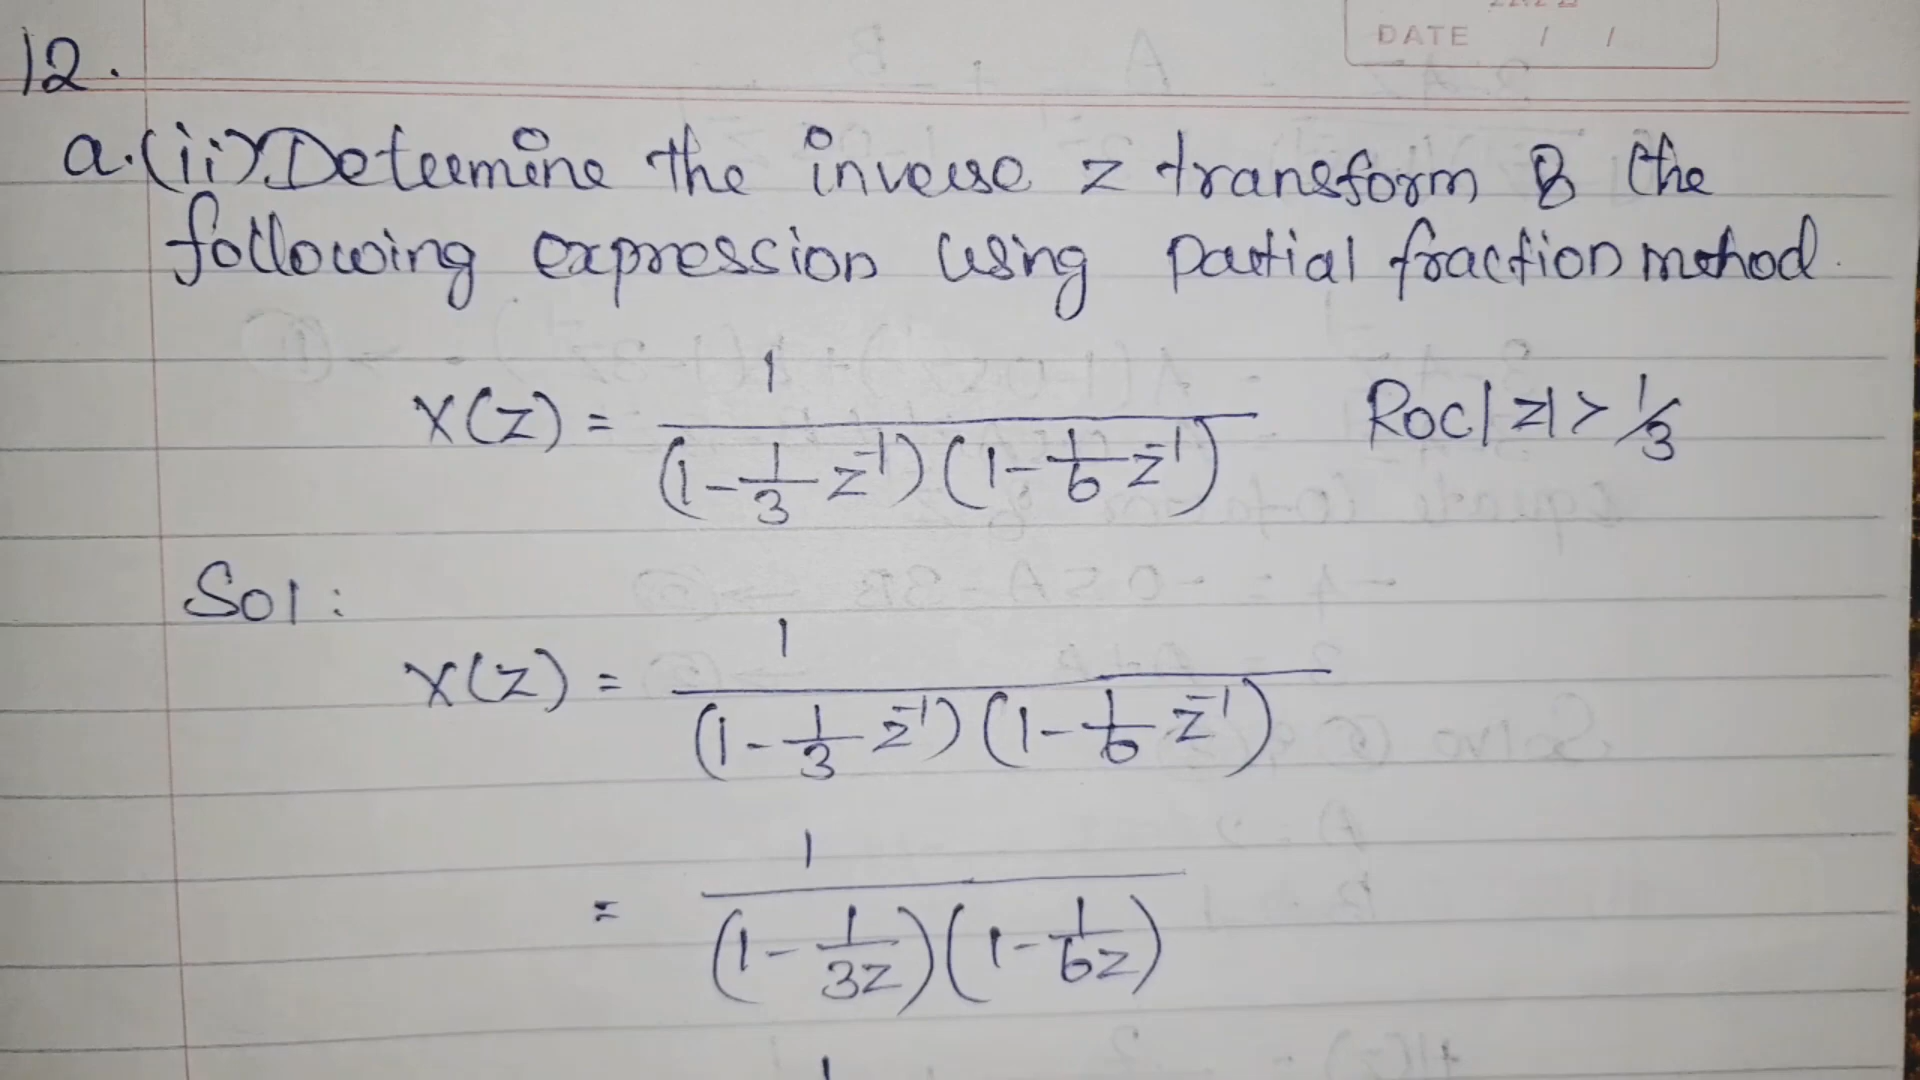 DATE / /
12.
a.(ii) Determine the inverse z transform of the
following expression using partial fraction mehod.
X(Z) = 1 / (1 - 1/3 z⁻¹)(1 - 1/6 z⁻¹) ROC |z| > 1/3
Sol:
X(Z) = 1 / (1 - 1/3 z⁻¹)(1 - 1/6 z⁻¹)
= 1 / (1 - 1/3z)(1 - 1/6z)
1